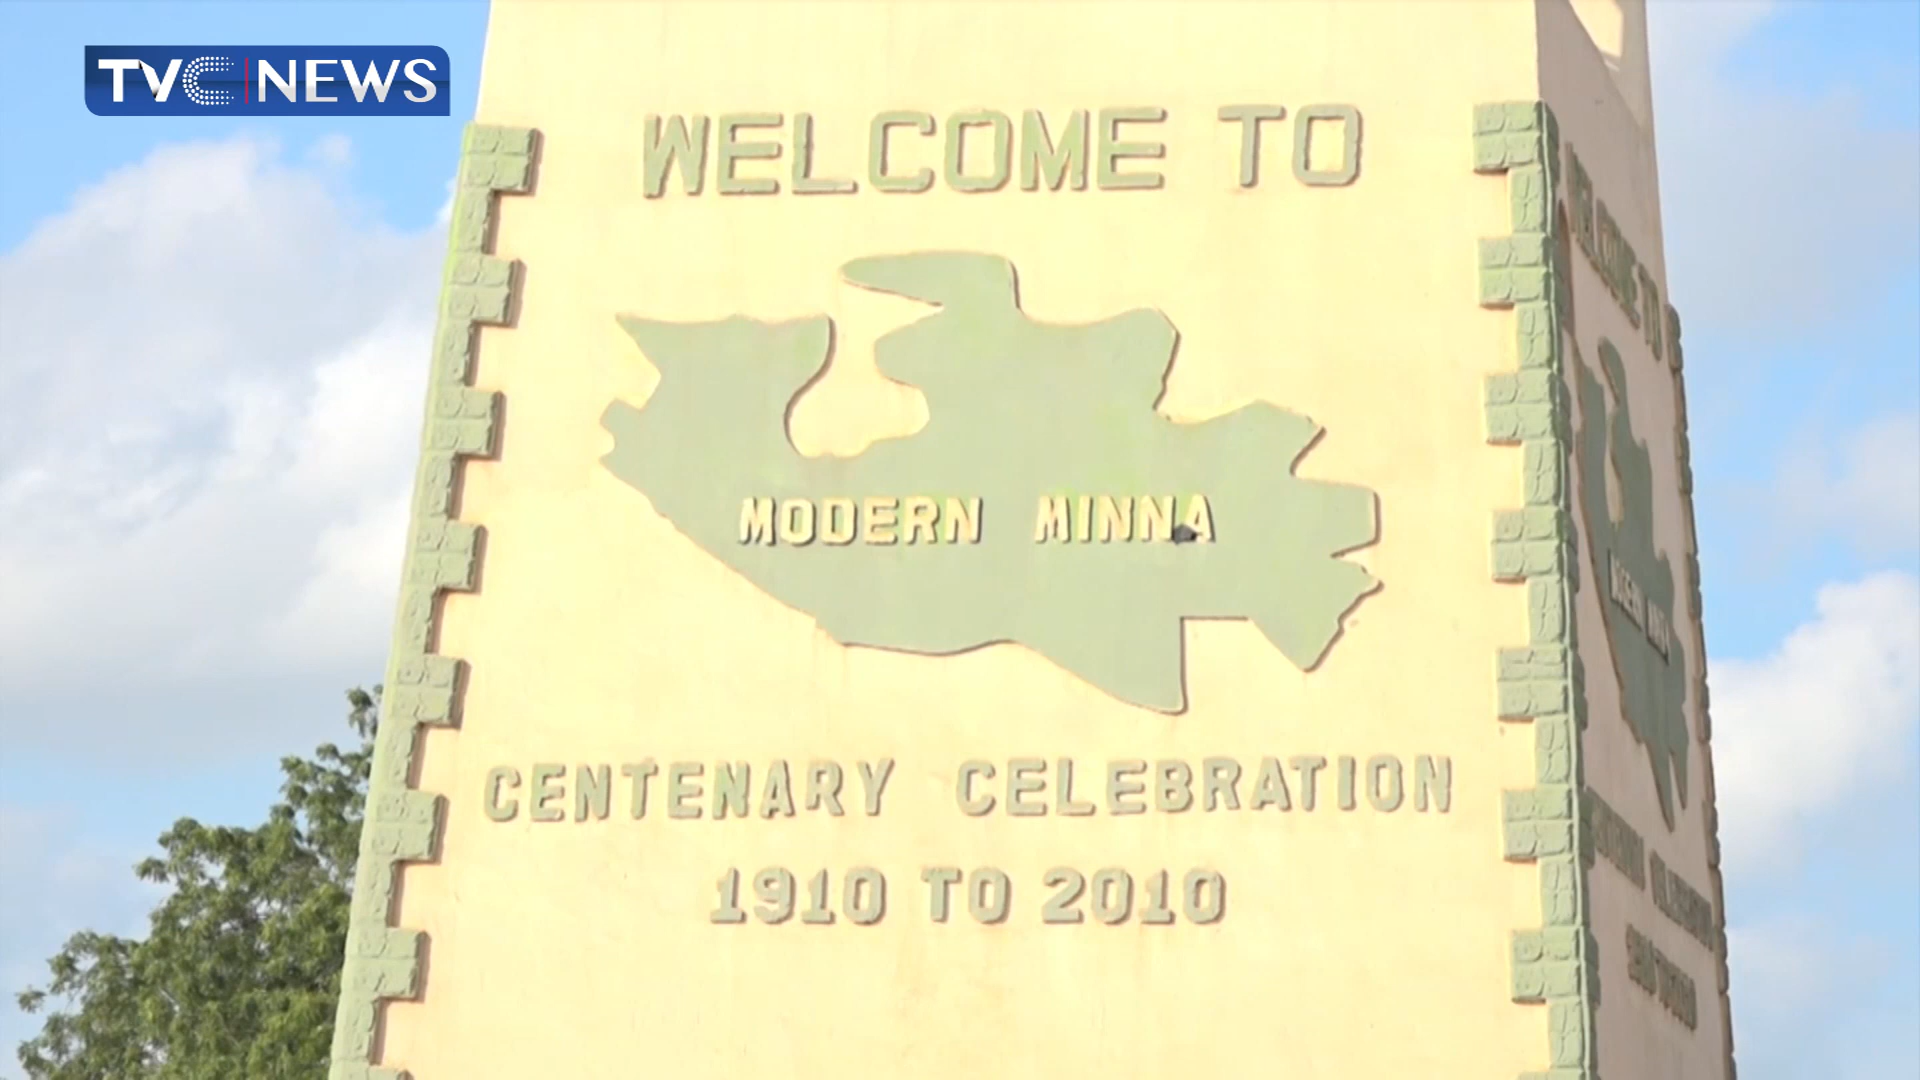 TVC NEWS
WELCOME TO
MODERN MINNA
CENTENARY CELEBRATION
1910 TO 2010